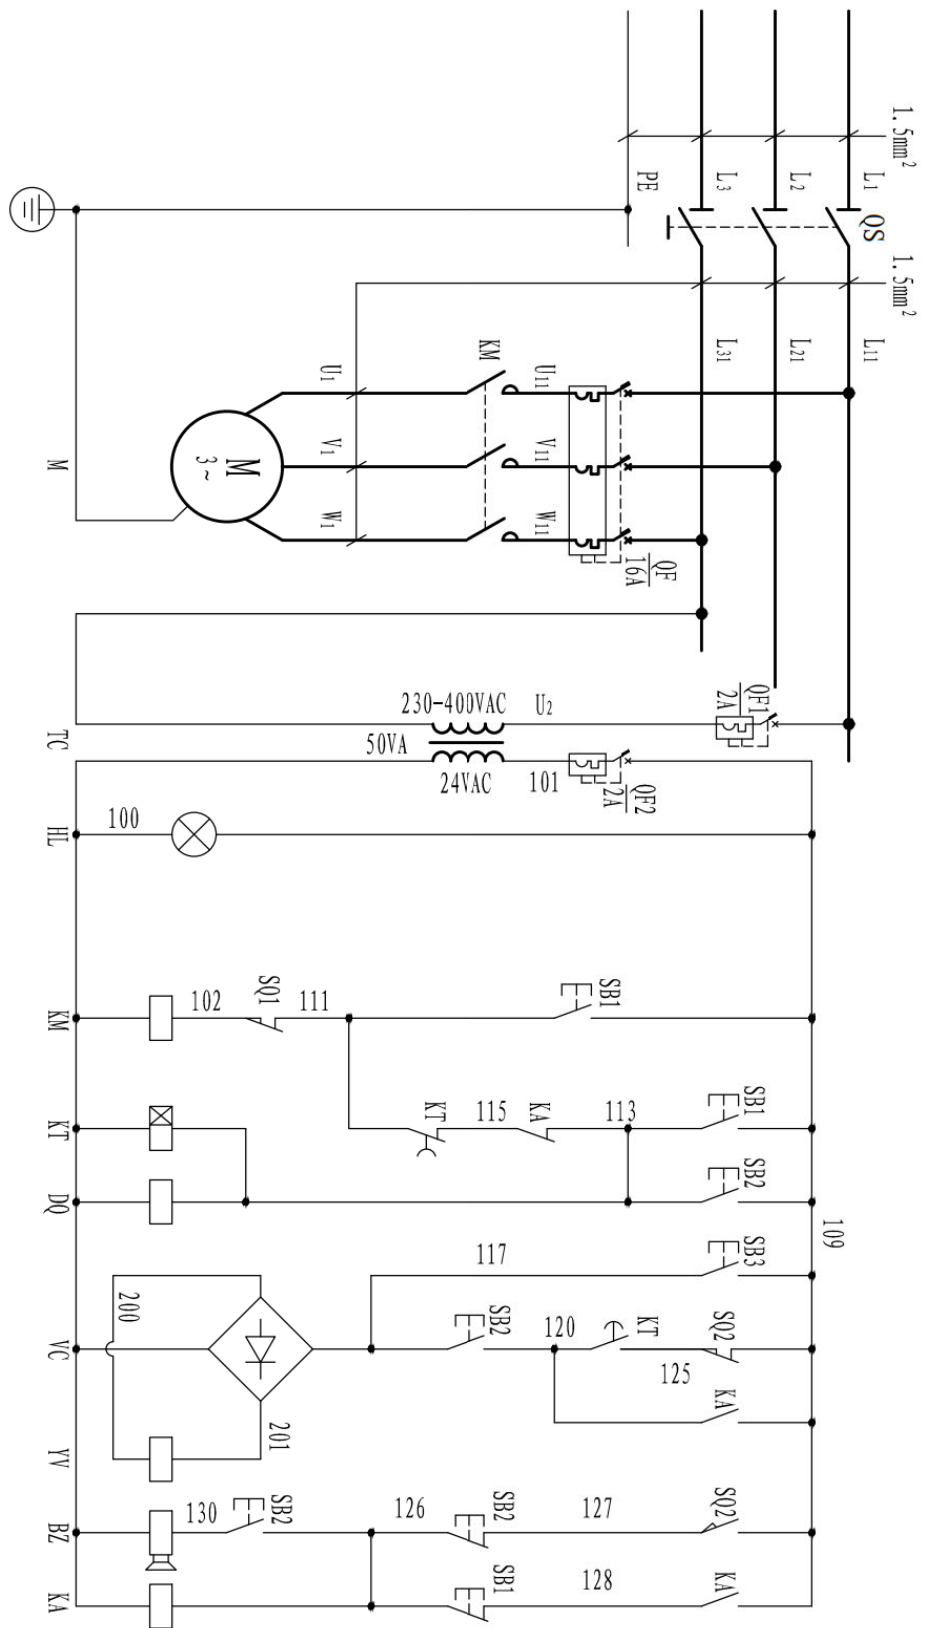 1.5mm²
L₁
L₂
L₃
PE
QS
1.5mm²
L₁₁
L₂₁
L₃₁
KM
U₁₁
U₁
V₁₁
V₁
W₁₁
W₁
M
3~
M
QF
16A
QF1
2A
230-400VAC
U₂
TC
50VA
24VAC
101
QF2
2A
100
HL
SB1
111
SQ1
102
KM
SB1
113
KA
115
KT
KT
SB2
DQ
109
SB3
117
SQ2
125
KT
120
SB2
200
VC
KA
201
YV
SQ2
127
SB2
126
SB2
130
BZ
KA
128
SB1
KA